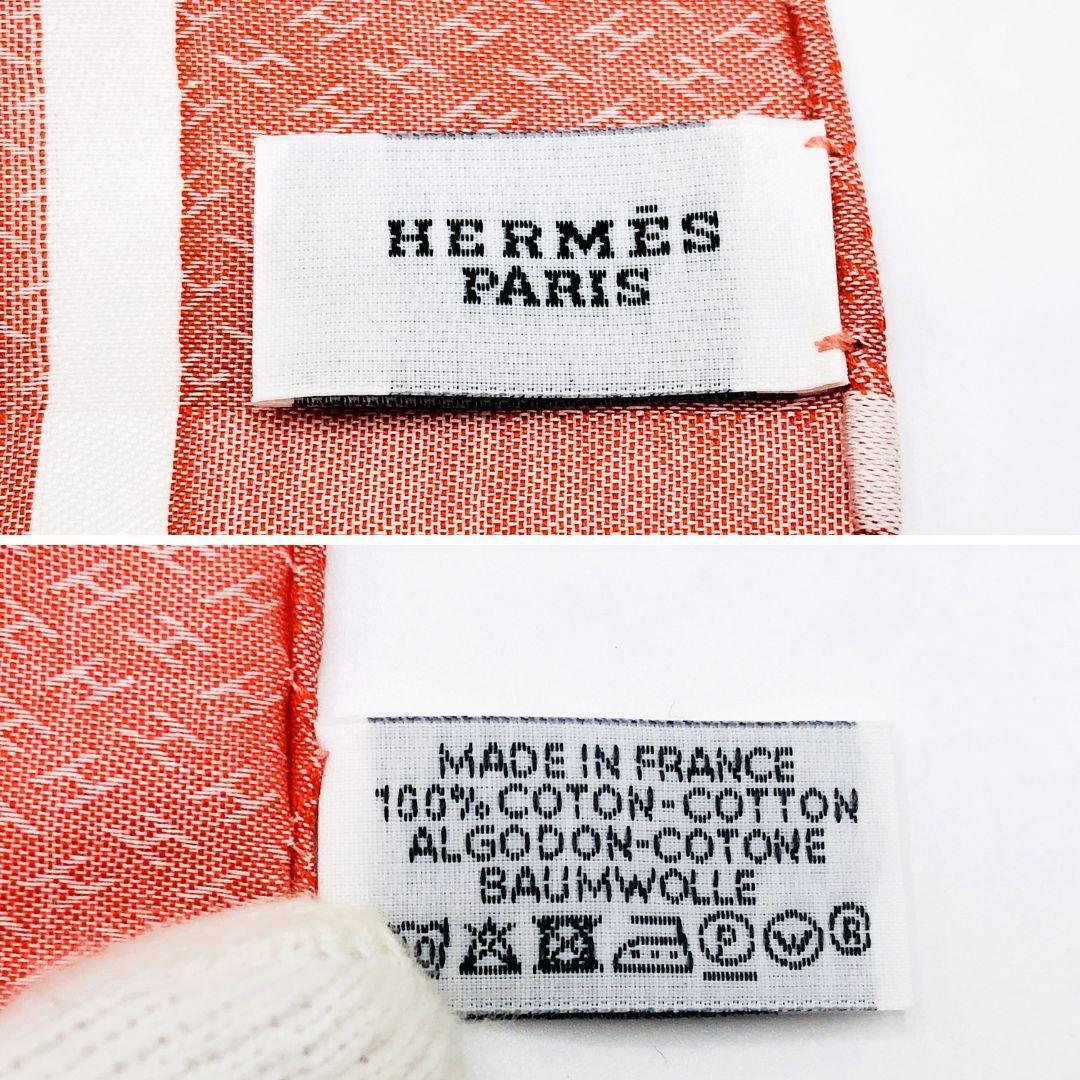 HERMÈS
PARIS
MADE IN FRANCE
100% COTON-COTTON
ALGODON-COTONE
BAUMWOLLE
P W R